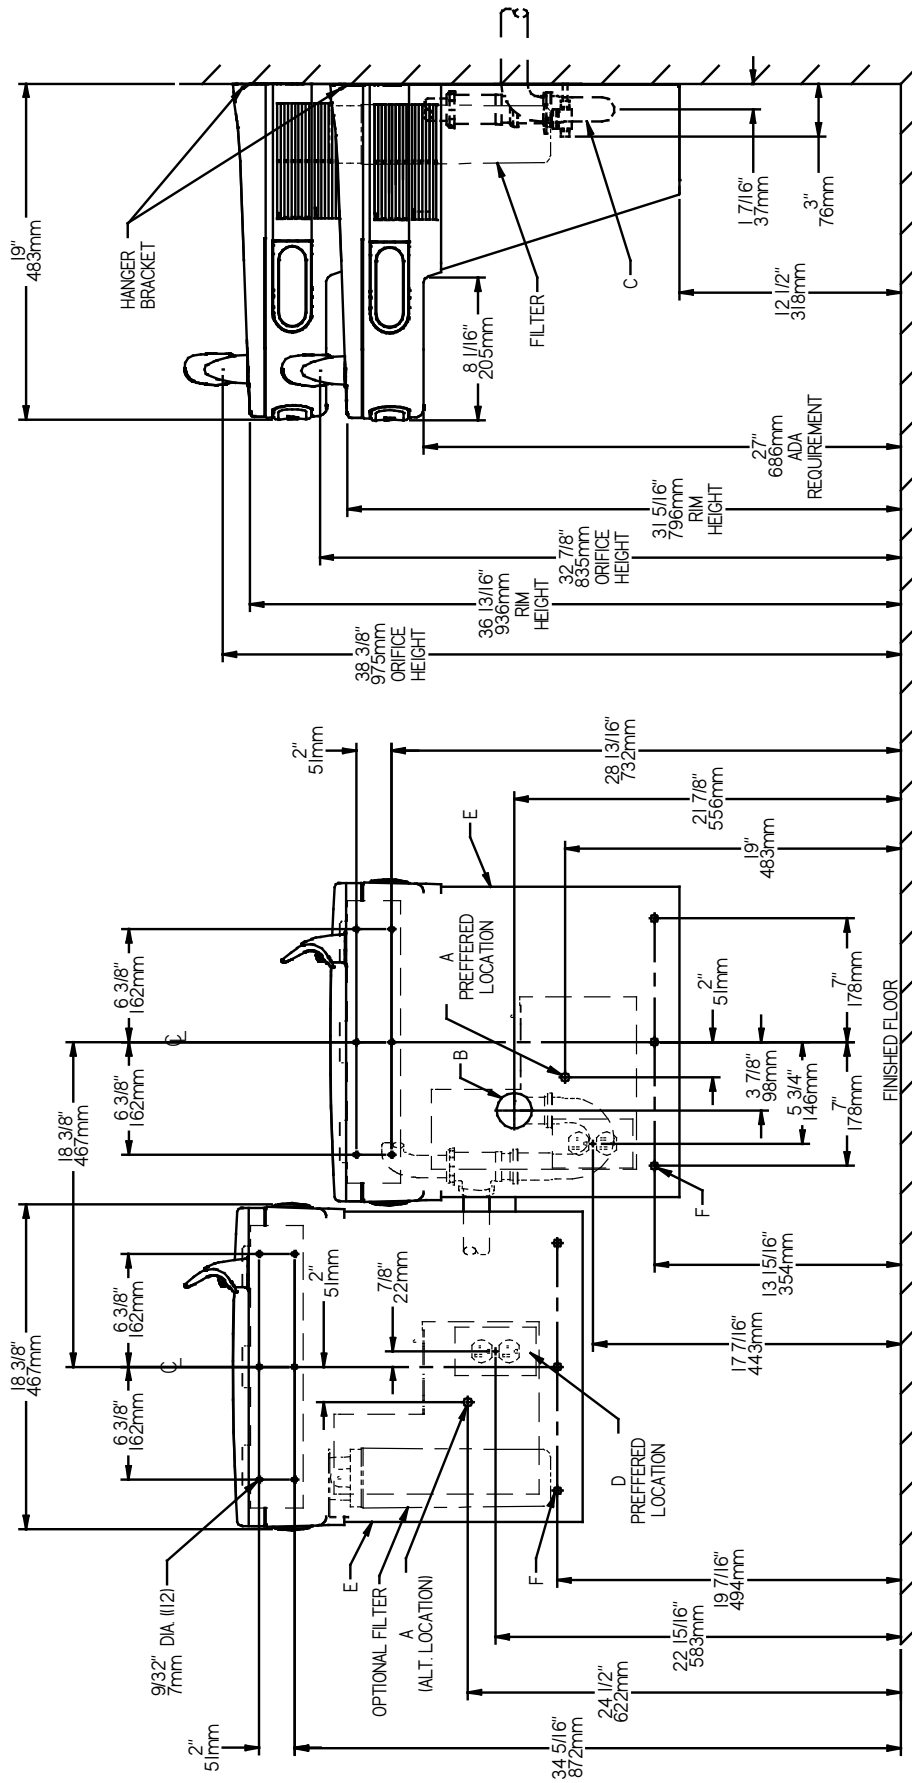 19"
483mm
HANGER
BRACKET
FILTER
C
8 1/16"
205mm
1 7/16"
37mm
3"
76mm
12 1/2"
318mm
27"
686mm
ADA
REQUIREMENT
31 5/16"
796mm
RIM
HEIGHT
32 7/8"
835mm
ORIFICE
HEIGHT
36 13/16"
936mm
RIM
HEIGHT
38 3/8"
975mm
ORIFICE
HEIGHT
18 3/8"
467mm
18 3/8"
467mm
6 3/8"
162mm
6 3/8"
162mm
6 3/8"
162mm
6 3/8"
162mm
CL
CL
9/32" DIA. (112)
7mm
2"
51mm
2"
51mm
2"
51mm
7/8"
22mm
E
OPTIONAL FILTER
A
(ALT. LOCATION)
F
D
PREFFERED
LOCATION
34 5/16"
872mm
24 1/2"
622mm
22 15/16"
583mm
19 7/16"
494mm
A
PREFFERED
LOCATION
B
E
F
28 13/16"
732mm
21 7/8"
556mm
19"
483mm
2"
51mm
3 7/8"
98mm
5 3/4"
146mm
7"
178mm
7"
178mm
13 15/16"
354mm
17 7/16"
443mm
FINISHED FLOOR